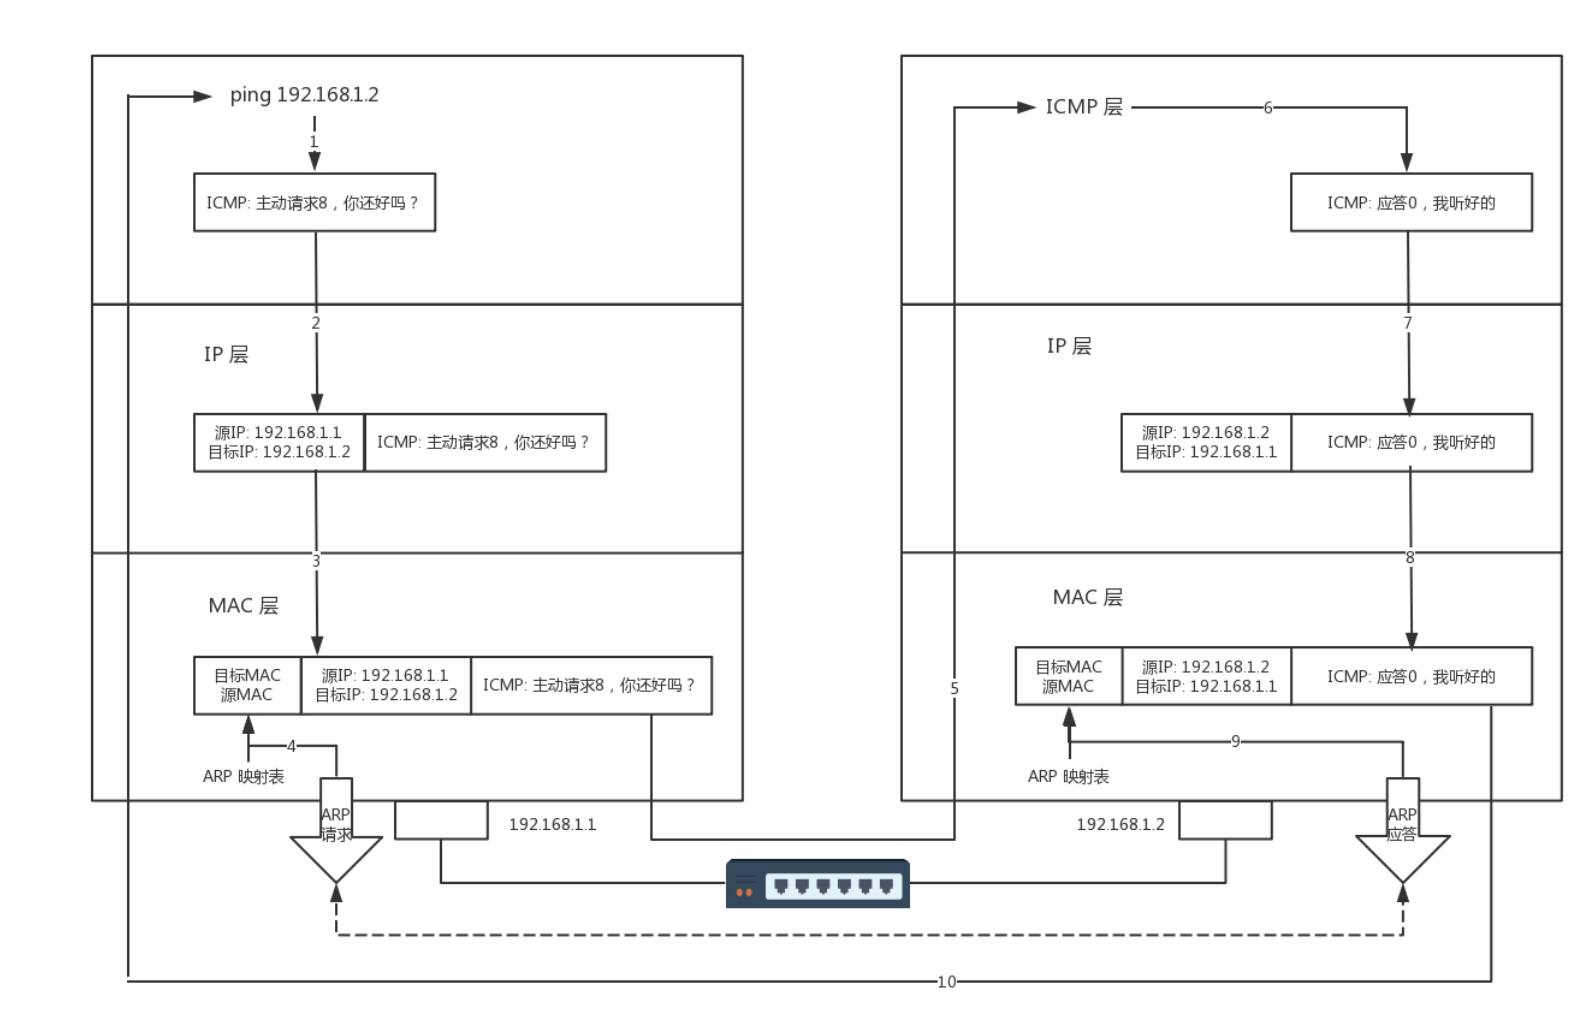 ping 192.168.1.2
1
ICMP: 主动请求8，你还好吗？
2
IP 层
源IP: 192.168.1.1
目标IP: 192.168.1.2
ICMP: 主动请求8，你还好吗？
3
MAC 层
目标MAC
源MAC
源IP: 192.168.1.1
目标IP: 192.168.1.2
ICMP: 主动请求8，你还好吗？
4
ARP 映射表
ARP
请求
192.168.1.1
5
ICMP 层
6
ICMP: 应答0，我听好的
7
IP 层
源IP: 192.168.1.2
目标IP: 192.168.1.1
ICMP: 应答0，我听好的
8
MAC 层
目标MAC
源MAC
源IP: 192.168.1.2
目标IP: 192.168.1.1
ICMP: 应答0，我听好的
9
ARP 映射表
ARP
应答
192.168.1.2
10